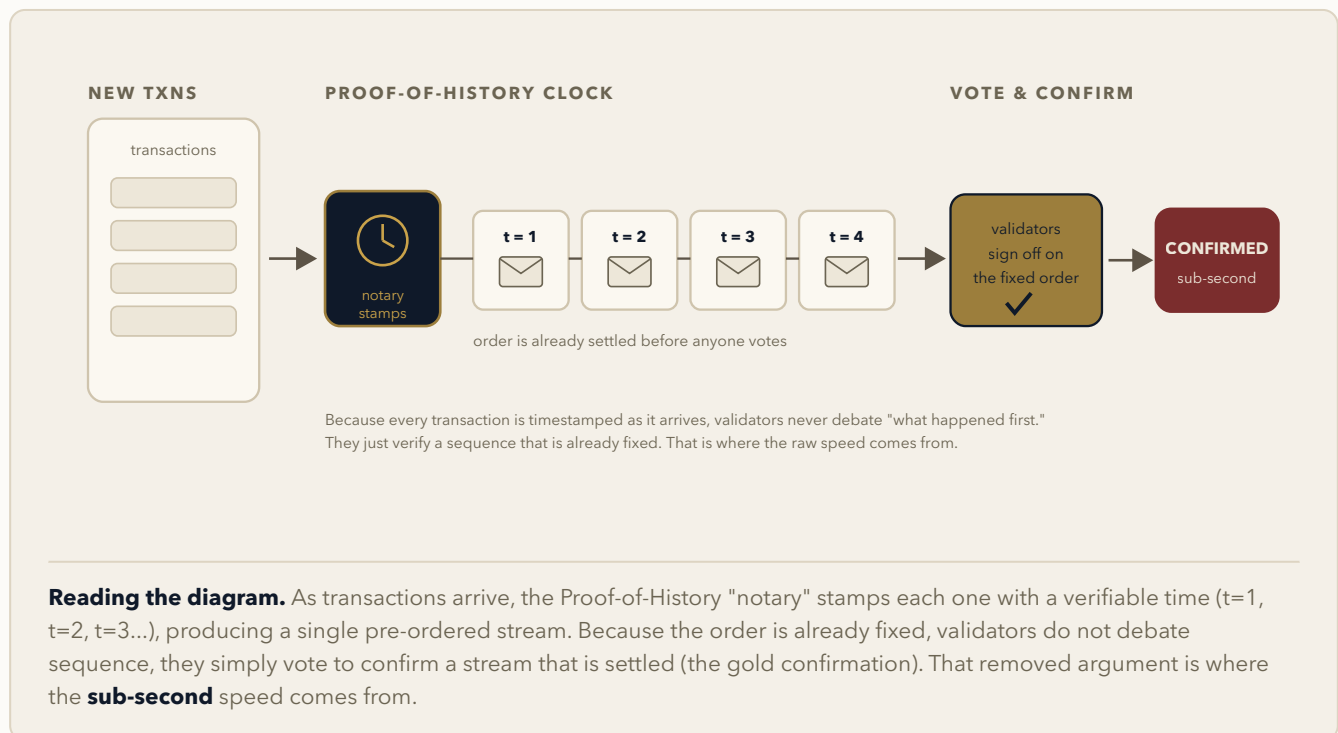 NEW TXNS
PROOF-OF-HISTORY CLOCK
VOTE & CONFIRM
transactions
notary
stamps
t = 1
t = 2
t = 3
t = 4
order is already settled before anyone votes
validators
sign off on
the fixed order
CONFIRMED
sub-second
Because every transaction is timestamped as it arrives, validators never debate "what happened first."
They just verify a sequence that is already fixed. That is where the raw speed comes from.
Reading the diagram. As transactions arrive, the Proof-of-History "notary" stamps each one with a verifiable time (t=1,
t=2, t=3...), producing a single pre-ordered stream. Because the order is already fixed, validators do not debate
sequence, they simply vote to confirm a stream that is settled (the gold confirmation). That removed argument is where
the sub-second speed comes from.